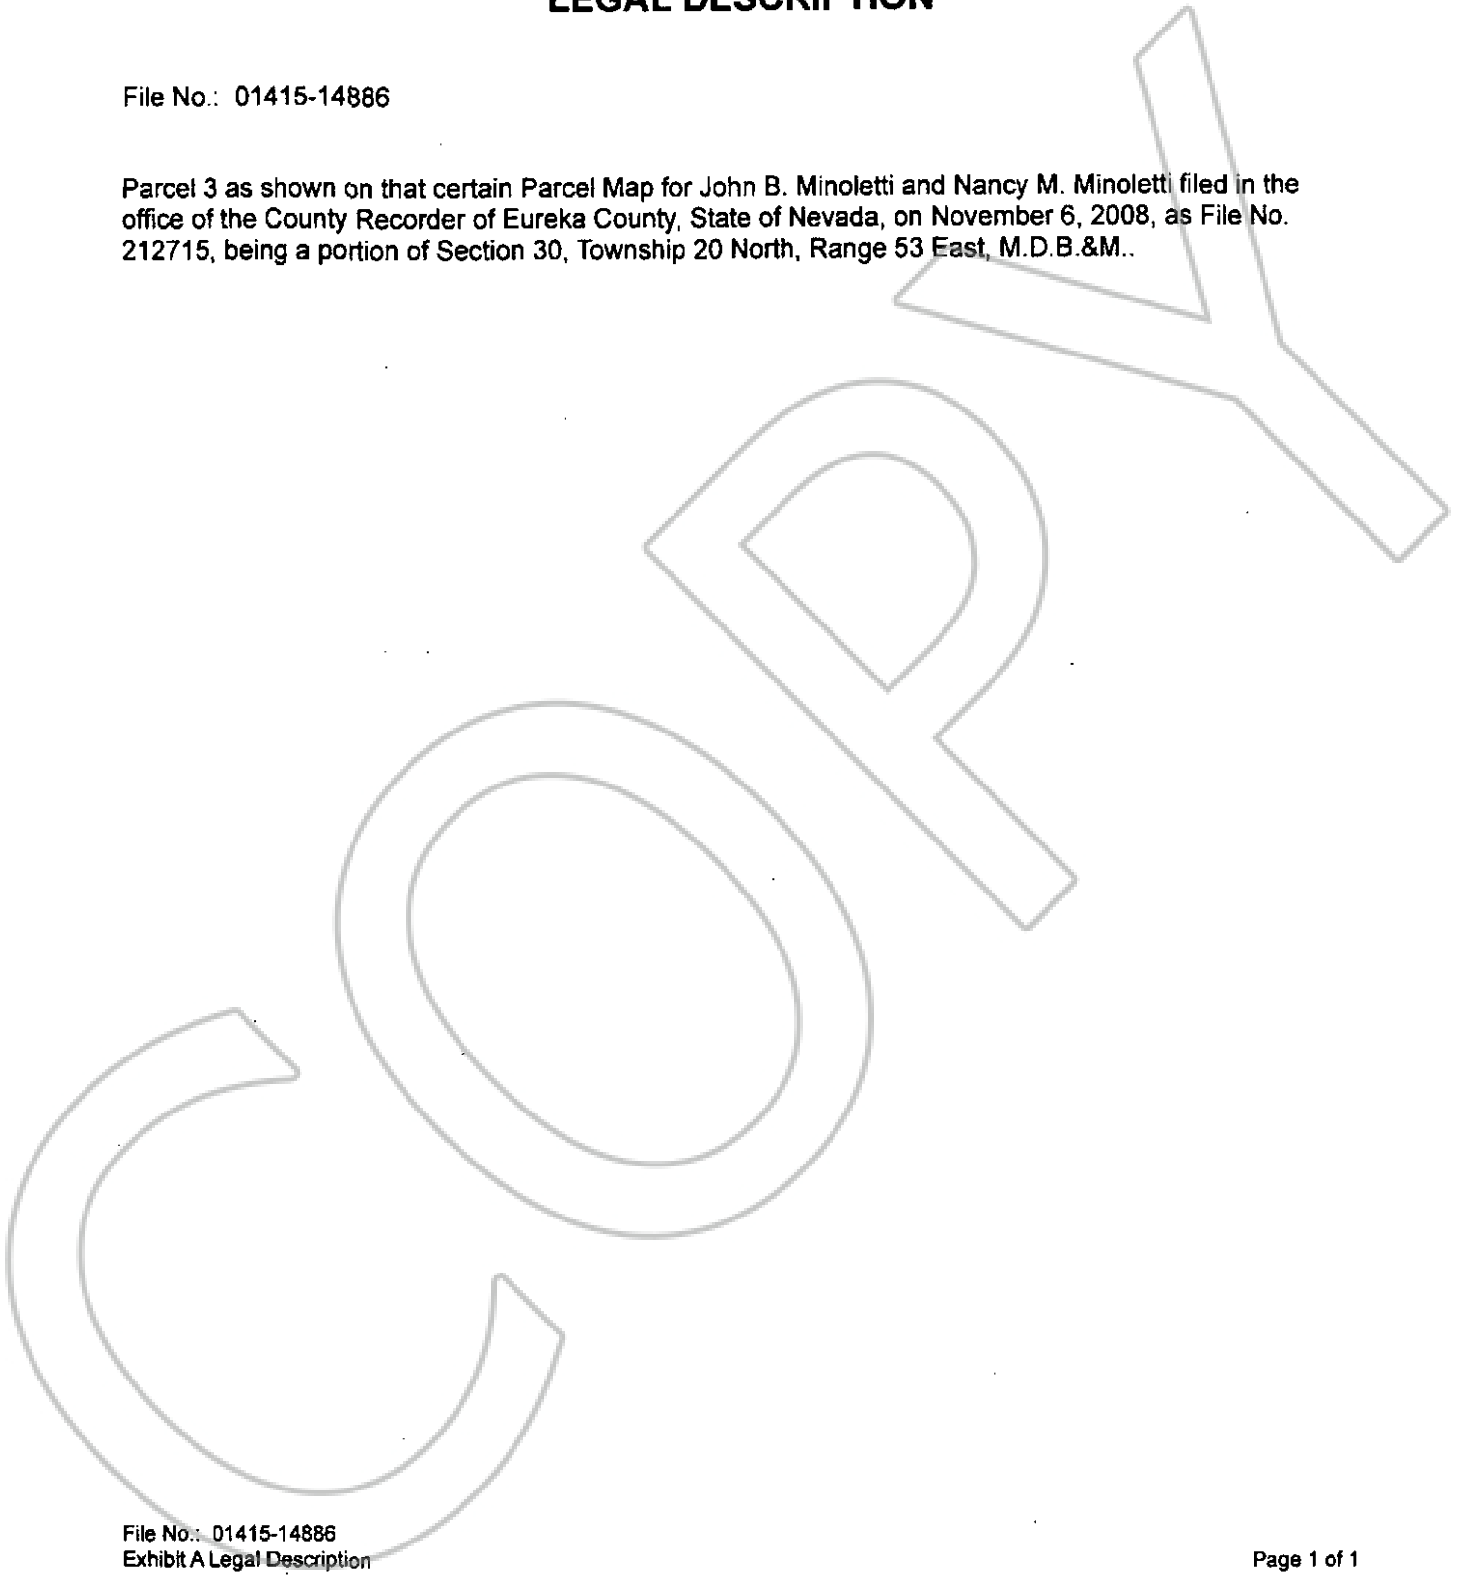 LEGAL DESCRIPTION
File No.: 01415-14886
Parcel 3 as shown on that certain Parcel Map for John B. Minoletti and Nancy M. Minoletti filed in the
office of the County Recorder of Eureka County, State of Nevada, on November 6, 2008, as File No.
212715, being a portion of Section 30, Township 20 North, Range 53 East, M.D.B.&M..
COPY
File No.: 01415-14886
Exhibit A Legal Description
Page 1 of 1